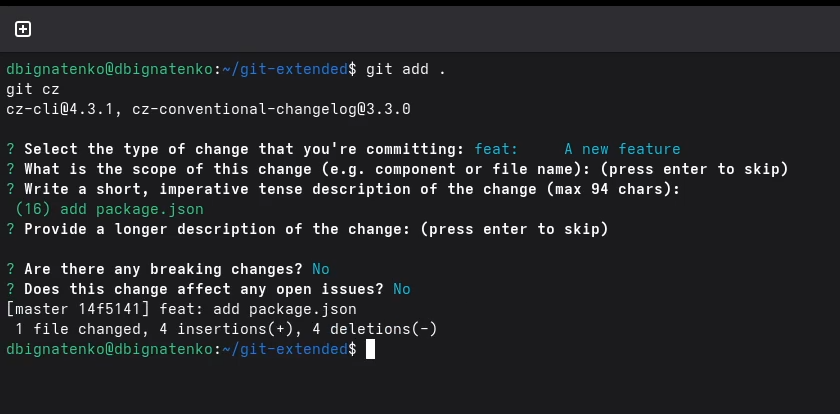 dbignatenko@dbignatenko:~/git-extended$ git add .
git cz
cz-cli@4.3.1, cz-conventional-changelog@3.3.0
? Select the type of change that you're committing: feat:     A new feature
? What is the scope of this change (e.g. component or file name): (press enter to skip)
? Write a short, imperative tense description of the change (max 94 chars):
(16) add package.json
? Provide a longer description of the change: (press enter to skip)
? Are there any breaking changes? No
? Does this change affect any open issues? No
[master 14f5141] feat: add package.json
1 file changed, 4 insertions(+), 4 deletions(-)
dbignatenko@dbignatenko:~/git-extended$